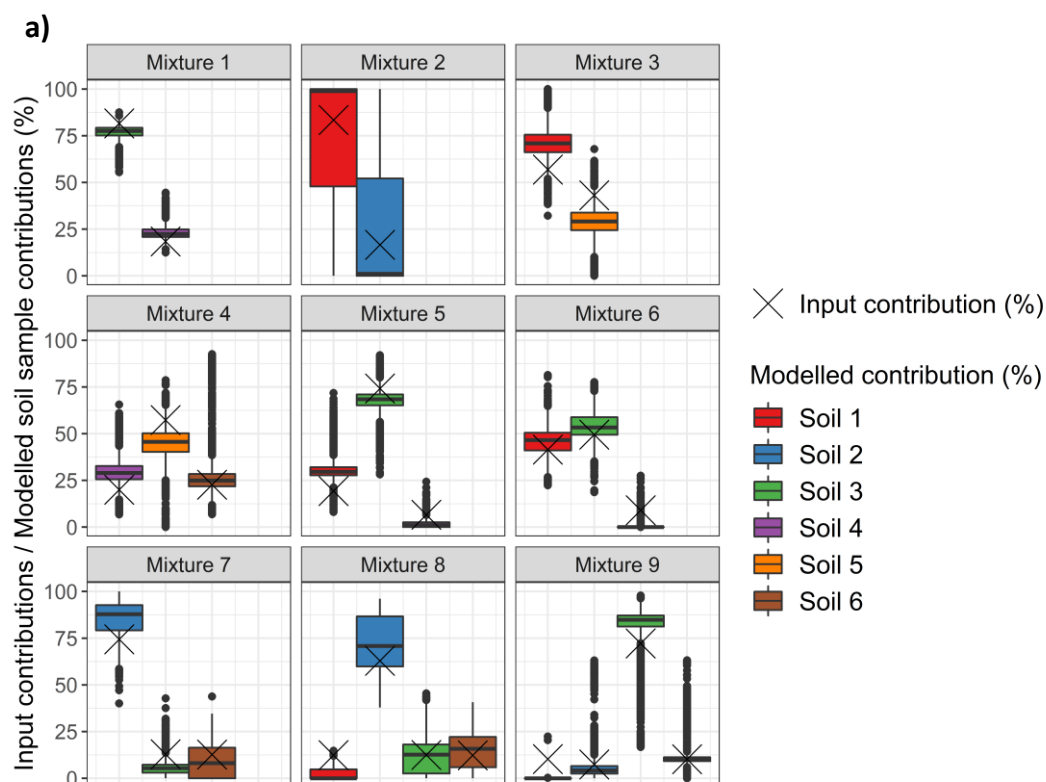 a)
Input contributions / Modelled soil sample contributions (%)
Mixture 1 Mixture 2 Mixture 3
100
75
50
25
0
Mixture 4 Mixture 5 Mixture 6
100
75
50
25
0
Mixture 7 Mixture 8 Mixture 9
100
75
50
25
0
Input contribution (%)
Modelled contribution (%)
Soil 1
Soil 2
Soil 3
Soil 4
Soil 5
Soil 6